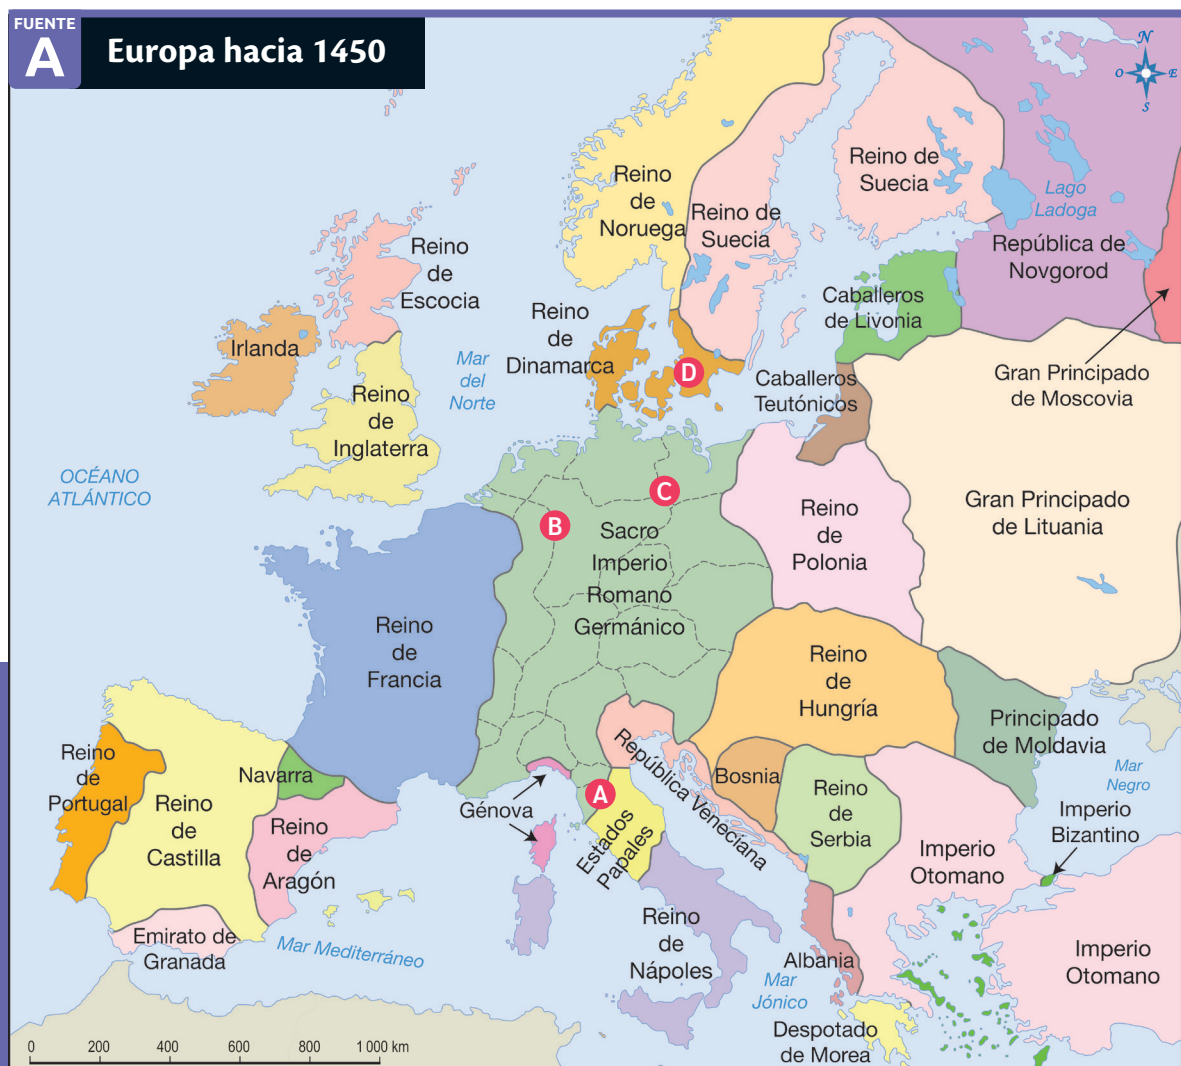 FUENTE
A
Europa hacia 1450
N
O
E
S
Reino
de
Noruega
Reino de
Suecia
Reino de
Suecia
Lago
Ladoga
República de
Novgorod
Reino
de
Escocia
Caballeros
de Livonia
Irlanda
Reino
de
Dinamarca
D
Mar
del
Norte
Caballeros
Teutónicos
Gran Principado
de Moscovia
Reino
de
Inglaterra
OCÉANO
ATLÁNTICO
C
B
Sacro
Imperio
Romano
Germánico
Reino
de
Polonia
Gran Principado
de Lituania
Reino
de
Francia
Reino
de
Hungría
Principado
de Moldavia
Mar
Negro
Reino
de
Portugal
Navarra
Reino
de
Castilla
Reino
de
Aragón
Génova
A
Estados
Papales
República Veneciana
Bosnia
Reino
de
Serbia
Imperio
Otomano
Imperio
Bizantino
Emirato de
Granada
Mar Mediterráneo
Reino
de
Nápoles
Albania
Mar
Jónico
Imperio
Otomano
Despotado
de Morea
0 200 400 600 800 1 000 km